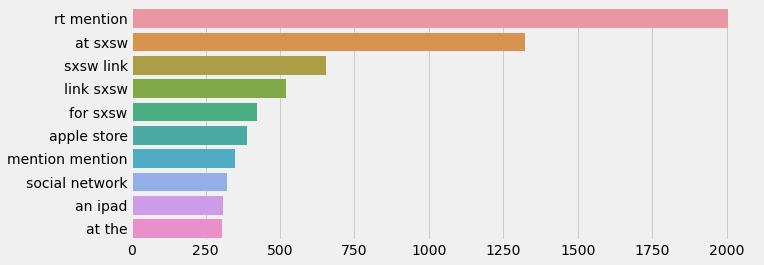 rt mention
at sxsw
sxsw link
link sxsw
for sxsw
apple store
mention mention
social network
an ipad
at the
0 250 500 750 1000 1250 1500 1750 2000